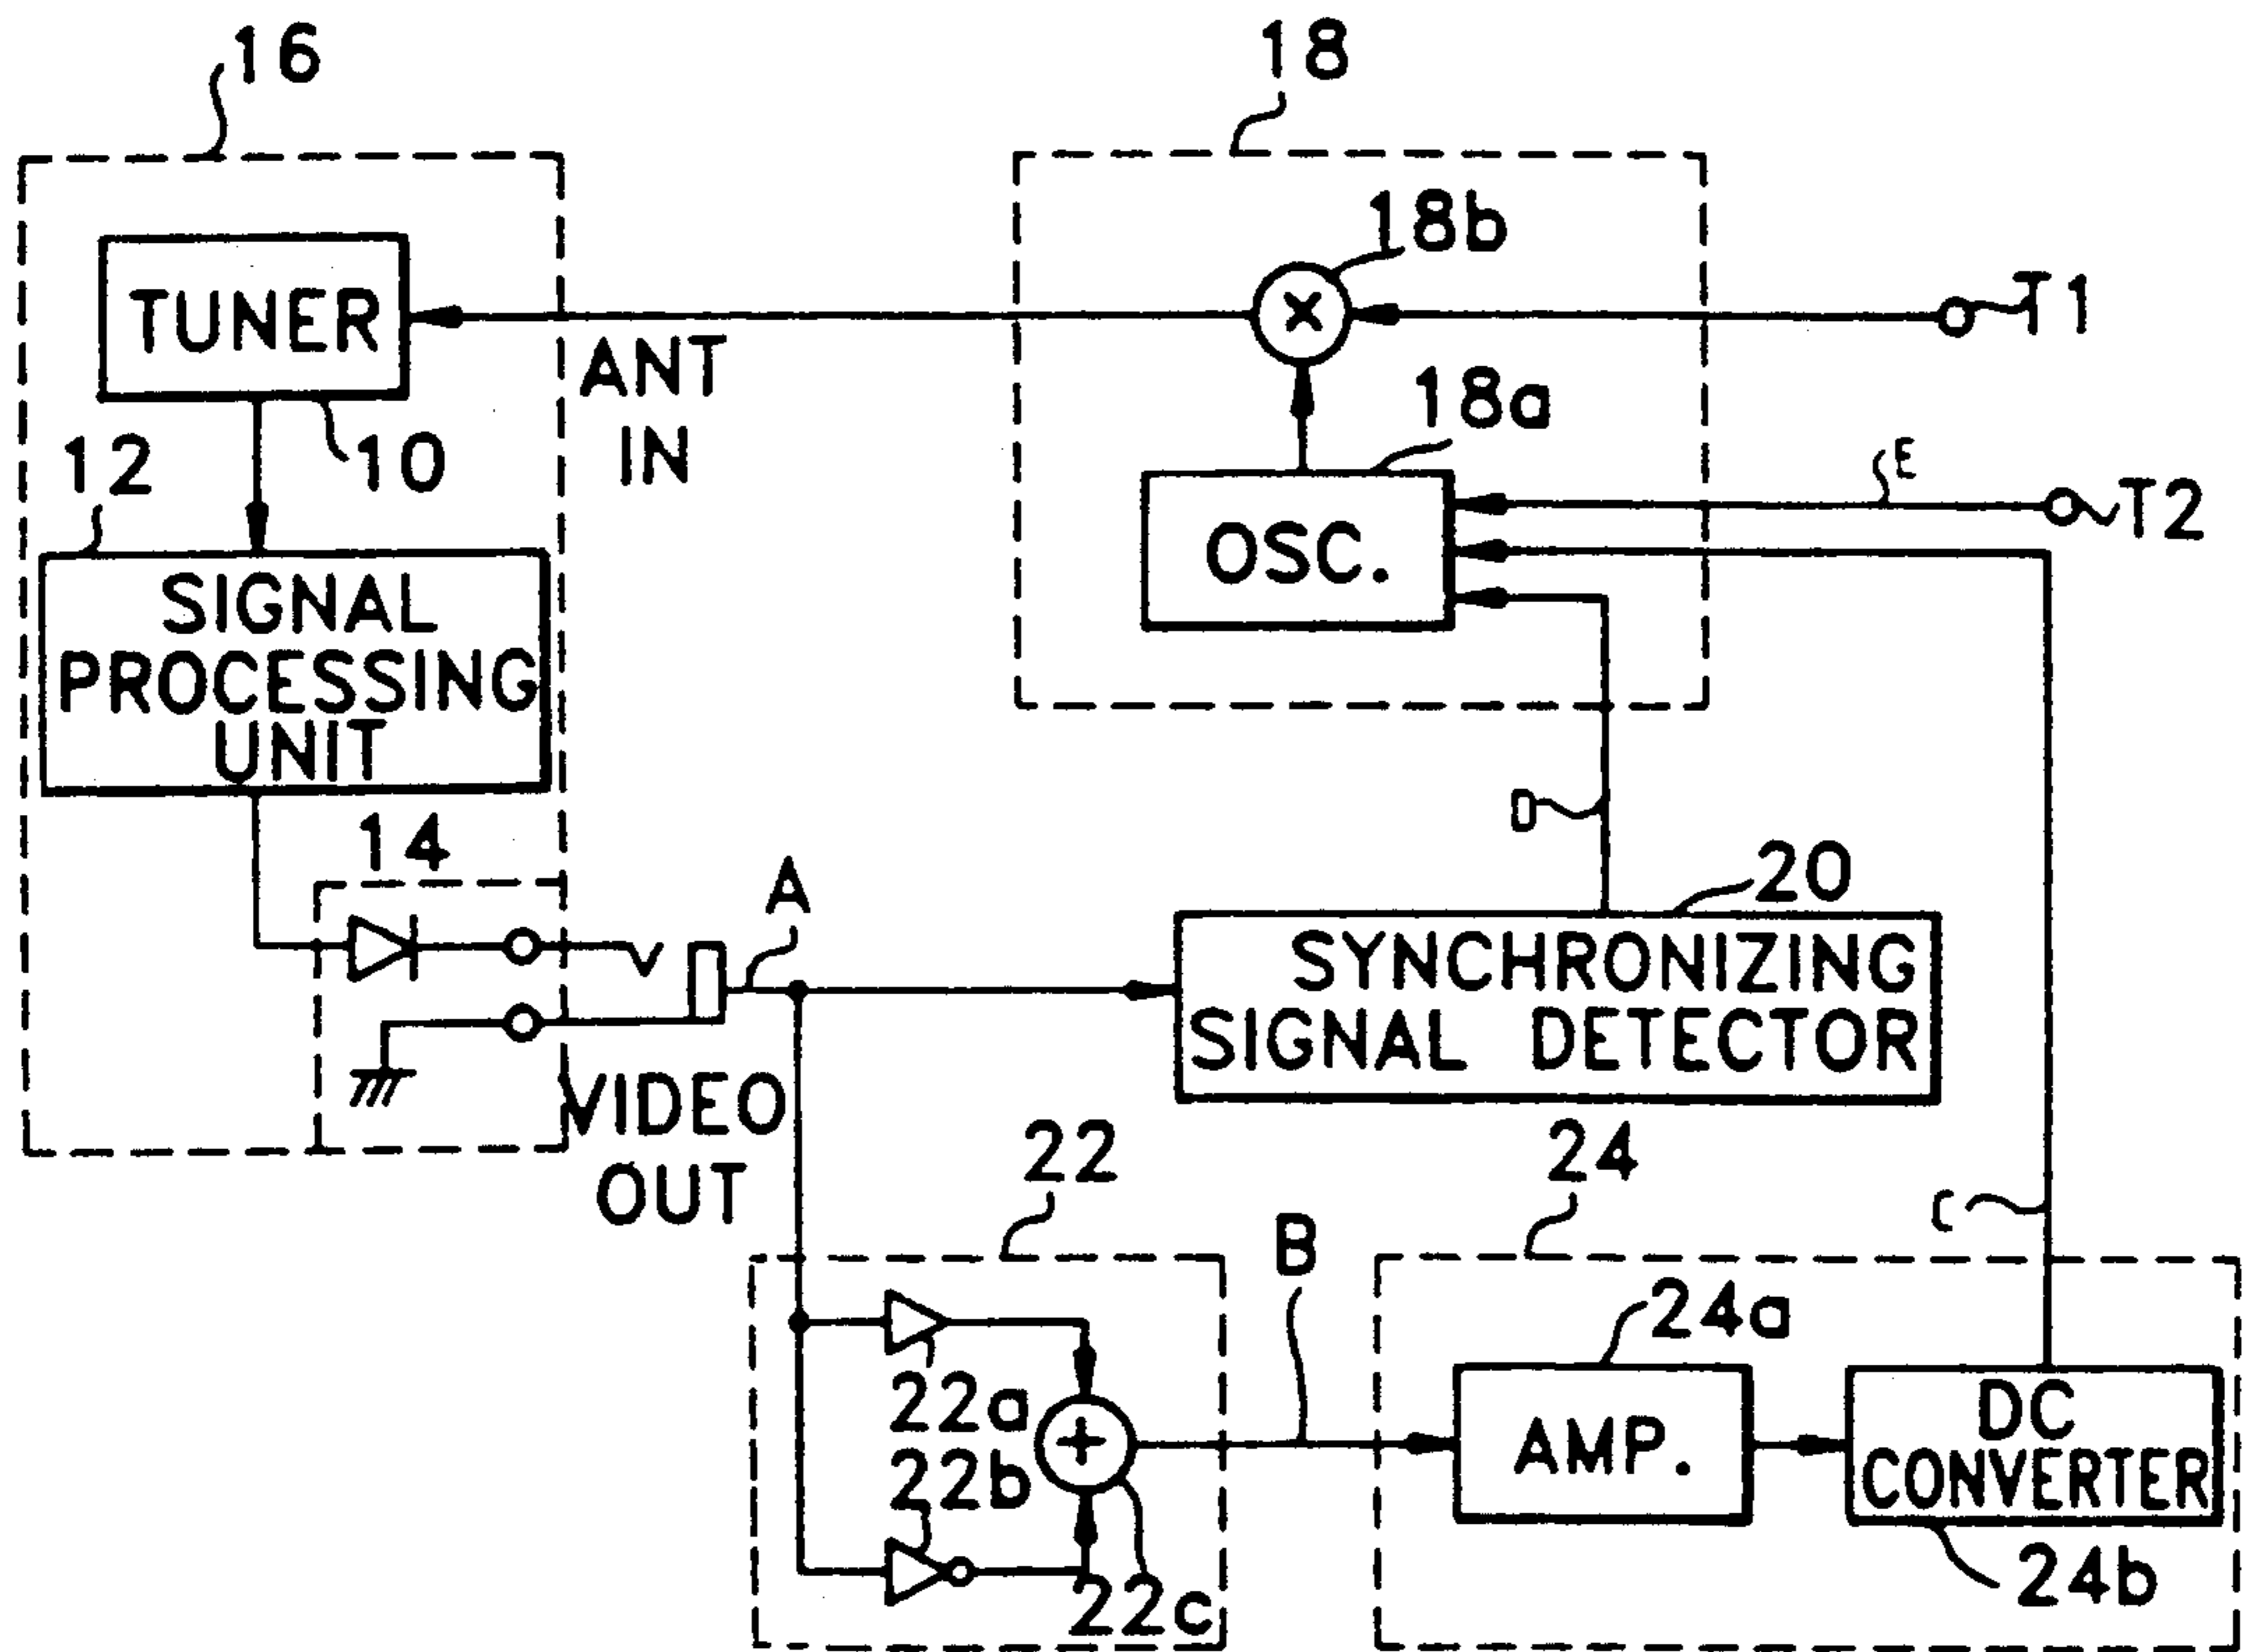 16
18
18b
TUNER
T1
ANT
IN
18a
12
10
E
T2
OSC.
SIGNAL
PROCESSING
UNIT
D
14
A
20
SYNCHRONIZING
SIGNAL DETECTOR
VIDEO
OUT
22
24
B
C
24a
22a
22b
AMP.
DC
CONVERTER
22c
24b